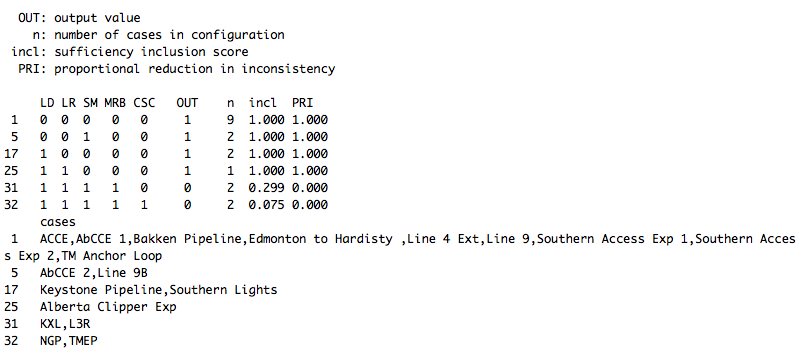 OUT: output value
n: number of cases in configuration
incl: sufficiency inclusion score
PRI: proportional reduction in inconsistency
LD LR SM MRB CSC OUT n incl PRI
1 0 0 0 0 0 1 9 1.000 1.000
5 0 0 1 0 0 1 2 1.000 1.000
17 1 0 0 0 0 1 2 1.000 1.000
25 1 1 0 0 0 1 1 1.000 1.000
31 1 1 1 1 0 0 2 0.299 0.000
32 1 1 1 1 1 0 2 0.075 0.000
cases
1 ACCE,AbCCE 1,Bakken Pipeline,Edmonton to Hardisty ,Line 4 Ext,Line 9,Southern Access Exp 1,Southern Acces
s Exp 2,TM Anchor Loop
5 AbCCE 2,Line 9B
17 Keystone Pipeline,Southern Lights
25 Alberta Clipper Exp
31 KXL,L3R
32 NGP,TMEP